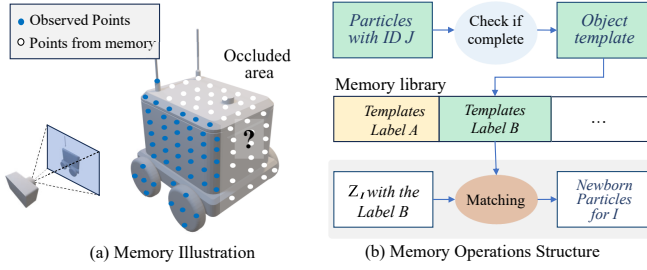 Observed Points
Points from memory
Occluded
area
?
(a) Memory Illustration
Particles
with ID J
Check if
complete
Object
template
Memory library
Templates
Label A
Templates
Label B
...
Z_I with the
Label B
Matching
Newborn
Particles
for I
(b) Memory Operations Structure